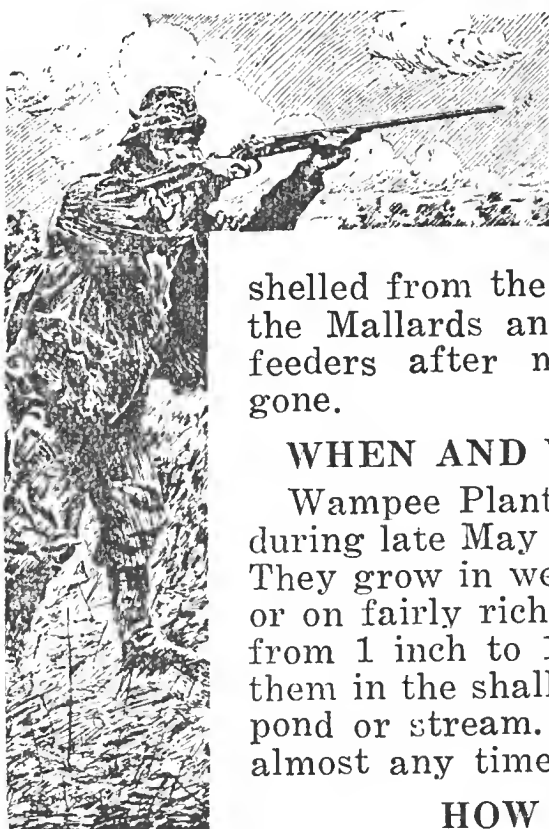 shelled from the
the Mallards an
feeders after n
gone.
WHEN AND
Wampee Plant
during late May
They grow in we
or on fairly rich
from 1 inch to
them in the shal
pond or stream.
almost any time
HOW